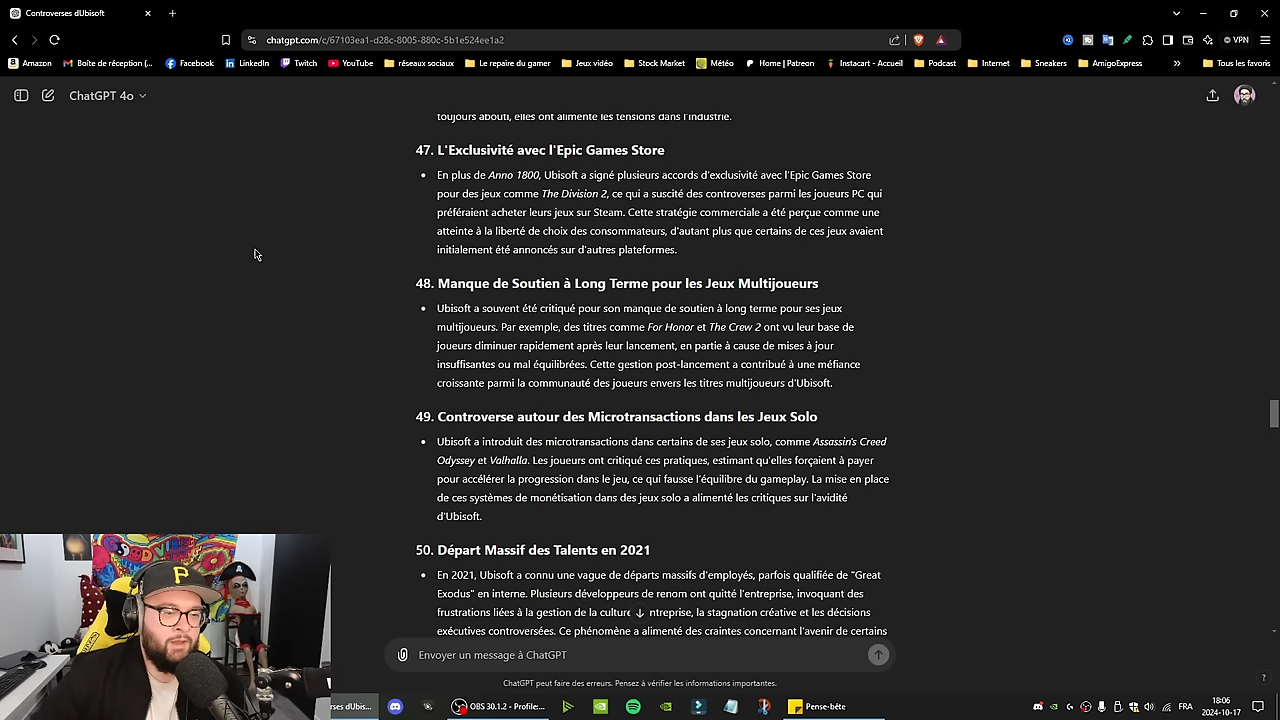 Controverses dUbisoft
chatgpt.com/c/67103ea1-d28c-8005-880c-5b1e524ee1a2
VPN
Amazon
Boîte de réception (...
Facebook
LinkedIn
Twitch
YouTube
réseaux sociaux
Le repaire du gamer
Jeux vidéo
Stock Market
Météo
Home | Patreon
Instacart - Accueil
Podcast
Internet
Sneakers
AmigoExpress
Tous les favoris
ChatGPT 4o
toujours abouti, elles ont alimenté les tensions dans l'industrie.
47. L'Exclusivité avec l'Epic Games Store
En plus de Anno 1800, Ubisoft a signé plusieurs accords d'exclusivité avec l'Epic Games Store
pour des jeux comme The Division 2, ce qui a suscité des controverses parmi les joueurs PC qui
préféraient acheter leurs jeux sur Steam. Cette stratégie commerciale a été perçue comme une
atteinte à la liberté de choix des consommateurs, d'autant plus que certains de ces jeux avaient
initialement été annoncés sur d'autres plateformes.
48. Manque de Soutien à Long Terme pour les Jeux Multijoueurs
Ubisoft a souvent été critiqué pour son manque de soutien à long terme pour ses jeux
multijoueurs. Par exemple, des titres comme For Honor et The Crew 2 ont vu leur base de
joueurs diminuer rapidement après leur lancement, en partie à cause de mises à jour
insuffisantes ou mal équilibrées. Cette gestion post-lancement a contribué à une méfiance
croissante parmi la communauté des joueurs envers les titres multijoueurs d'Ubisoft.
49. Controverse autour des Microtransactions dans les Jeux Solo
Ubisoft a introduit des microtransactions dans certains de ses jeux solo, comme Assassin's Creed
Odyssey et Valhalla. Les joueurs ont critiqué ces pratiques, estimant qu'elles forçaient à payer
pour accélérer la progression dans le jeu, ce qui fausse l'équilibre du gameplay. La mise en place
de ces systèmes de monétisation dans des jeux solo a alimenté les critiques sur l'avidité
d'Ubisoft.
50. Départ Massif des Talents en 2021
En 2021, Ubisoft a connu une vague de départs massifs d'employés, parfois qualifiée de "Great
Exodus" en interne. Plusieurs développeurs de renom ont quitté l'entreprise, invoquant des
frustrations liées à la gestion de la culture ntreprise, la stagnation créative et les décisions
exécutives controversées. Ce phénomène a alimenté des craintes concernant l'avenir de certains
Envoyer un message à ChatGPT
ChatGPT peut faire des erreurs. Pensez à vérifier les informations importantes.
P
rses dUbis...
OBS 30.1.2 - Profile:...
Pense-bête
FRA
18:06
2024-10-17